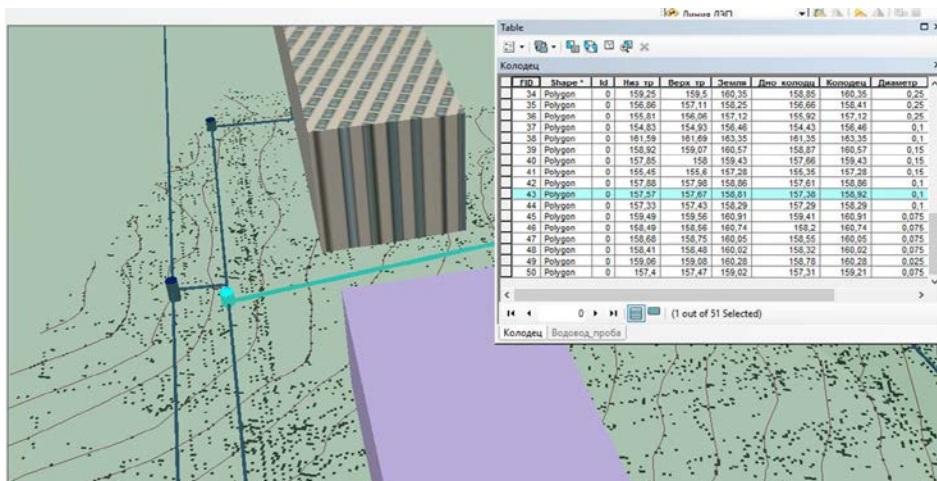 Линия ЛЭП
Table
Колодец
FID Shape * Id Низ_тр Верх_тр Земля Дно_колодц Колодец Диаметр
34 Polygon 0 159,25 159,5 160,35 158,85 160,35 0,25
35 Polygon 0 156,86 157,11 158,25 156,66 158,41 0,25
36 Polygon 0 155,81 156,06 157,12 155,92 157,12 0,25
37 Polygon 0 154,83 154,93 156,46 154,43 156,46 0,1
38 Polygon 0 161,59 161,69 163,35 161,35 163,35 0,1
39 Polygon 0 158,92 159,07 160,57 158,87 160,57 0,15
40 Polygon 0 157,85 158 159,43 157,66 159,43 0,15
41 Polygon 0 155,45 155,6 157,28 155,35 157,28 0,15
42 Polygon 0 157,88 157,98 158,86 157,61 158,86 0,1
43 Polygon 0 157,57 157,67 158,81 157,38 158,92 0,1
44 Polygon 0 157,33 157,43 158,29 157,29 158,29 0,1
45 Polygon 0 159,49 159,56 160,91 159,41 160,91 0,075
46 Polygon 0 158,49 158,56 160,74 158,2 160,74 0,075
47 Polygon 0 158,68 158,75 160,05 158,55 160,05 0,075
48 Polygon 0 158,41 158,48 160,02 158,32 160,02 0,075
49 Polygon 0 159,06 159,08 160,28 158,78 160,28 0,025
50 Polygon 0 157,4 157,47 159,02 157,31 159,21 0,075
0 (1 out of 51 Selected)
Колодец Водовод_проба